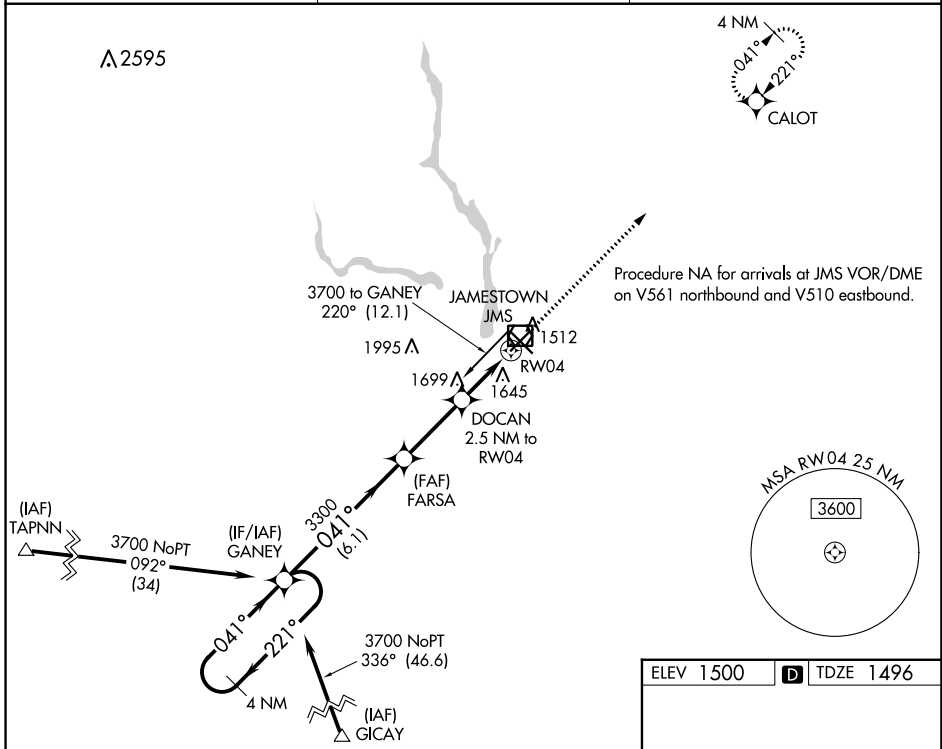 2595
4 NM
041°
221°
CALOT
Procedure NA for arrivals at JMS VOR/DME
on V561 northbound and V510 eastbound.
3700 to GANEY
220° (12.1)
JAMESTOWN
JMS
1512
1995
RW04
1699
1645
DOCAN
2.5 NM to
RW04
(FAF)
FARSA
MSA RW04 25 NM
3600
(IAF)
TAPNN
3700 NoPT
092°
(34)
(IF/IAF)
GANEY
3300
041°
(6.1)
041°
221°
4 NM
3700 NoPT
336° (46.6)
(IAF)
GICAY
ELEV 1500 D TDZE 1496